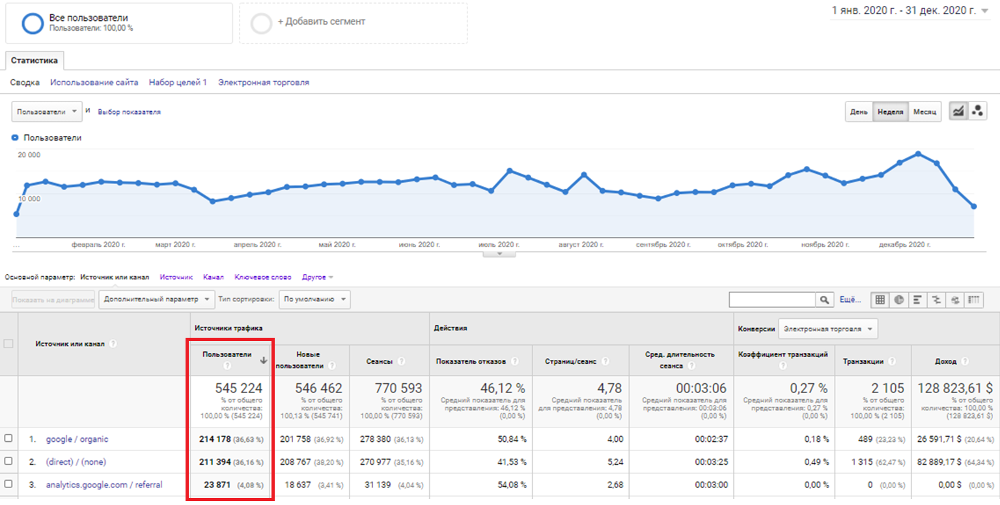 Все пользователи
Пользователи: 100,00 %
+ Добавить сегмент
1 янв. 2020 г. - 31 дек. 2020 г.
Статистика
Сводка Использование сайта Набор целей 1 Электронная торговля
Пользователи и Выбор показателя
День Неделя Месяц
Пользователи
20 000
10 000
... февраль 2020 г. март 2020 г. апрель 2020 г. май 2020 г. июнь 2020 г. июль 2020 г. август 2020 г. сентябрь 2020 г. октябрь 2020 г. ноябрь 2020 г. декабрь 2020 г.
Основной параметр: Источник или канал Источник Канал Ключевое слово Другое
Показать на диаграмме Дополнительный параметр Тип сортировки: По умолчанию Ещё...
Источник или канал ?
Источники трафика
Действия
Конверсии Электронная торговля
Пользователи ?
Новые пользователи ?
Сеансы ?
Показатель отказов ?
Страниц/сеанс ?
Сред. длительность сеанса ?
Коэффициент транзакций ?
Транзакции ?
Доход ?
545 224
% от общего
количества:
100,00 % (545 224)
546 462
% от общего
количества:
100,13 % (545 741)
770 593
% от общего
количества:
100,00 % (770 593)
46,12 %
Средний показатель для
представления: 46,12 %
(0,00 %)
4,78
Средний показатель
для представления: 4,78
(0,00 %)
00:03:06
Средний показатель для
представления: 00:03:06
(0,00 %)
0,27 %
Средний показатель для
представления: 0,27 %
(0,00 %)
2 105
% от общего
количества:
100,00 % (2 105)
128 823,61 $
% от общего
количества: 100,00 %
(128 823,61 $)
1. google / organic 214 178 (36,63 %) 201 758 (36,92 %) 278 380 (36,13 %) 50,84 % 4,00 00:02:37 0,18 % 489 (23,23 %) 26 591,71 $ (20,64 %)
2. (direct) / (none) 211 394 (36,16 %) 208 767 (38,20 %) 270 977 (35,16 %) 41,53 % 5,24 00:03:25 0,49 % 1 315 (62,47 %) 82 889,17 $ (64,34 %)
3. analytics.google.com / referral 23 871 (4,08 %) 18 637 (3,41 %) 31 139 (4,04 %) 54,08 % 2,68 00:03:00 0,00 % 0 (0,00 %) 0,00 $ (0,00 %)